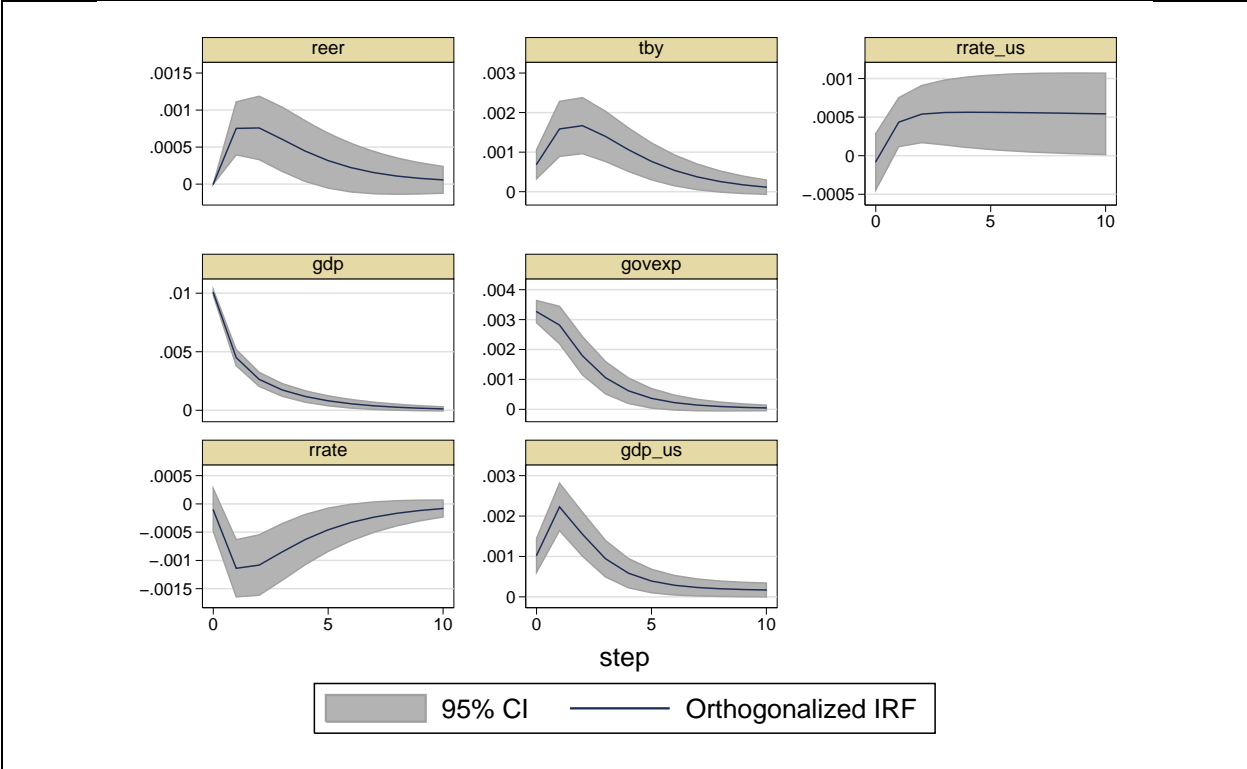 reer
.0015
.001
.0005
0
tby
.003
.002
.001
0
rrate_us
.001
.0005
0
−.0005
0 5 10
gdp
.01
.005
0
govexp
.004
.003
.002
.001
0
rrate
.0005
0
−.0005
−.001
−.0015
0 5 10
gdp_us
.003
.002
.001
0
0 5 10
step
95% CI Orthogonalized IRF